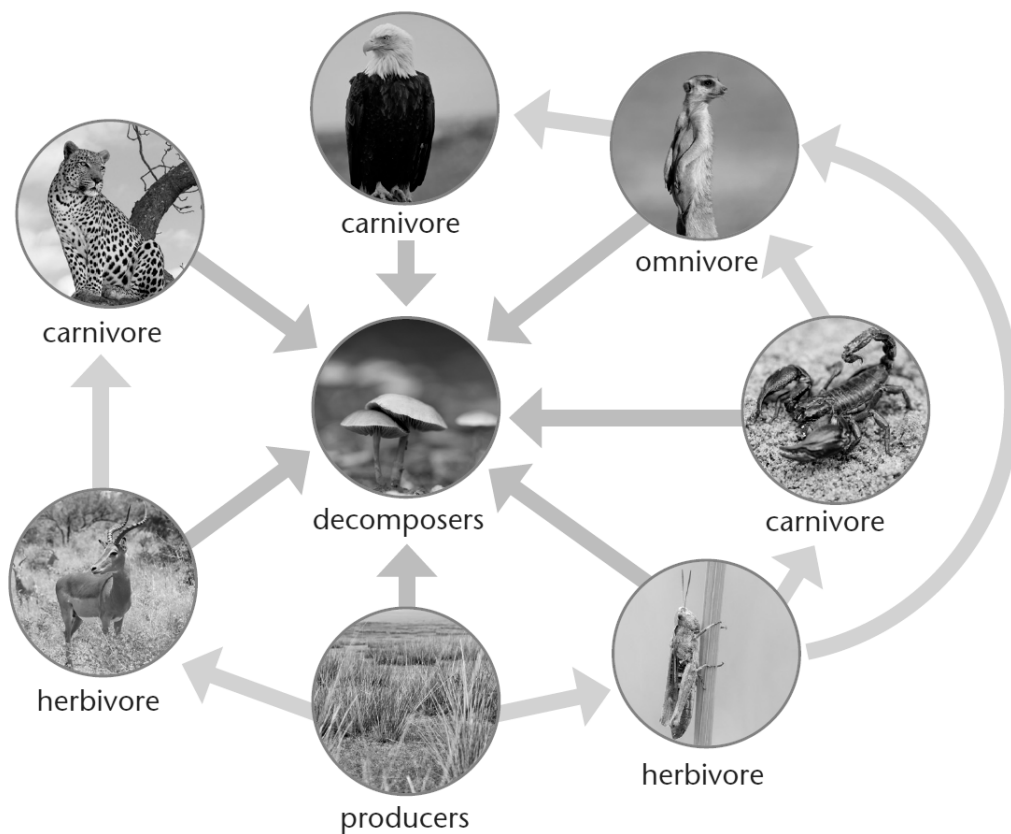 carnivore
omnivore
carnivore
decomposers
carnivore
herbivore
herbivore
producers